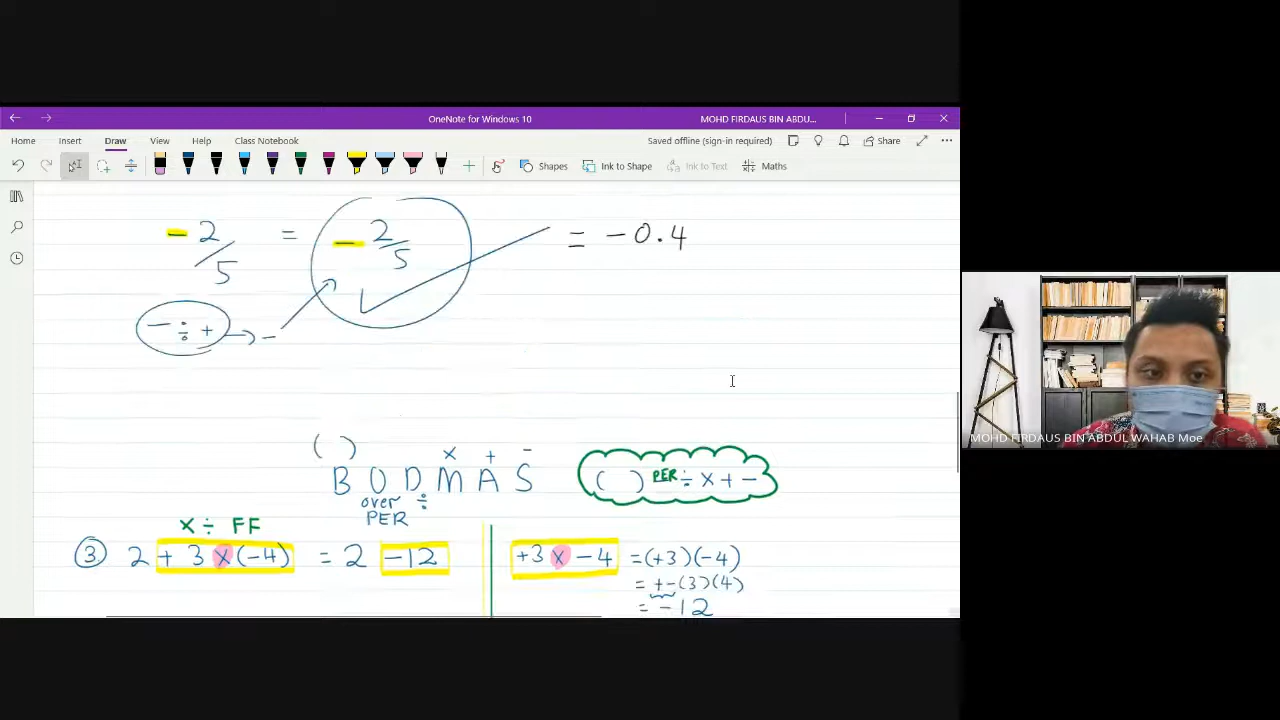 OneNote for Windows 10
MOHD FIRDAUS BIN ABDU...
Home Insert Draw View Help Class Notebook
Saved offline (sign-in required)
Share
Shapes Ink to Shape Ink to Text Maths
- 2/5 = - 2/5 = -0.4
- ÷ + → -
( ) × + -
B O D M A S
over ÷
PER
( ) PER ÷ × + -
× ÷ FF
③ 2 + 3 × (-4) = 2 -12
+3 × -4 = (+3)(-4)
= +-(3)(4)
= -12
MOHD FIRDAUS BIN ABDUL WAHAB Moe